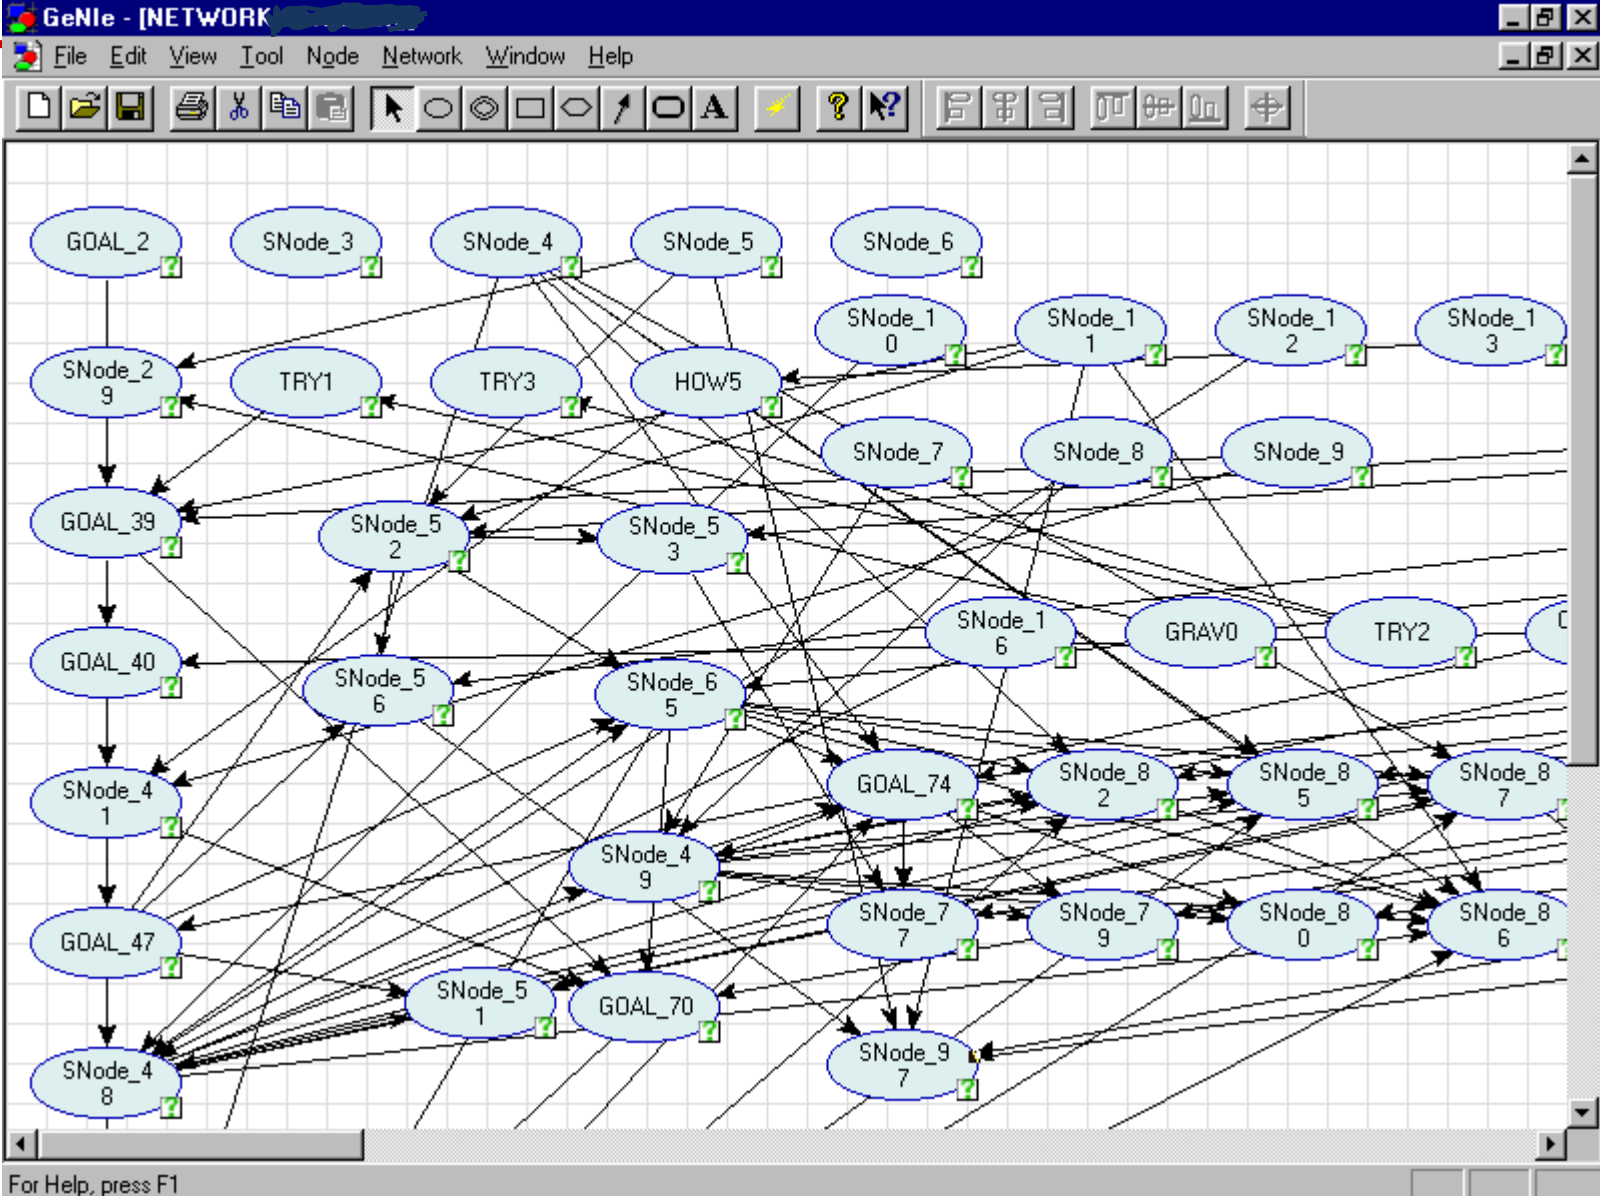 GeNIe - [NETWORK
File Edit View Tool Node Network Window Help
A ? ?
GOAL_2 SNode_3 SNode_4 SNode_5 SNode_6
SNode_1
0
SNode_1
1
SNode_1
2
SNode_1
3
SNode_2
9
TRY1 TRY3 HOW5
SNode_7 SNode_8 SNode_9
GOAL_39
SNode_5
2
SNode_5
3
SNode_1
6
GRAV0 TRY2
GOAL_40
SNode_5
6
SNode_6
5
SNode_4
1
GOAL_74
SNode_8
2
SNode_8
5
SNode_8
7
SNode_4
9
GOAL_47
SNode_7
7
SNode_7
9
SNode_8
0
SNode_8
6
SNode_5
1
GOAL_70
SNode_4
8
SNode_9
7
For Help, press F1